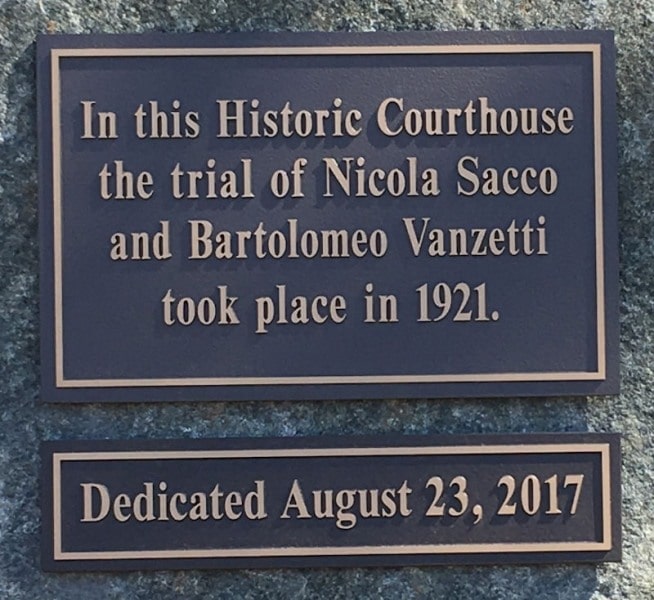 In this Historic Courthouse
the trial of Nicola Sacco
and Bartolomeo Vanzetti
took place in 1921.
Dedicated August 23, 2017